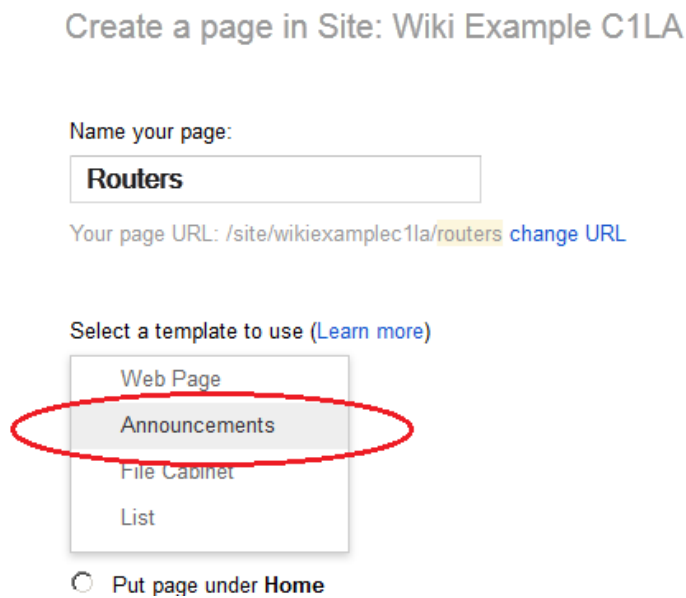 Create a page in Site: Wiki Example C1LA
Name your page:
Routers
Your page URL: /site/wikiexamplec1la/routers change URL
Select a template to use (Learn more)
Web Page
Announcements
File Cabinet
List
Put page under Home